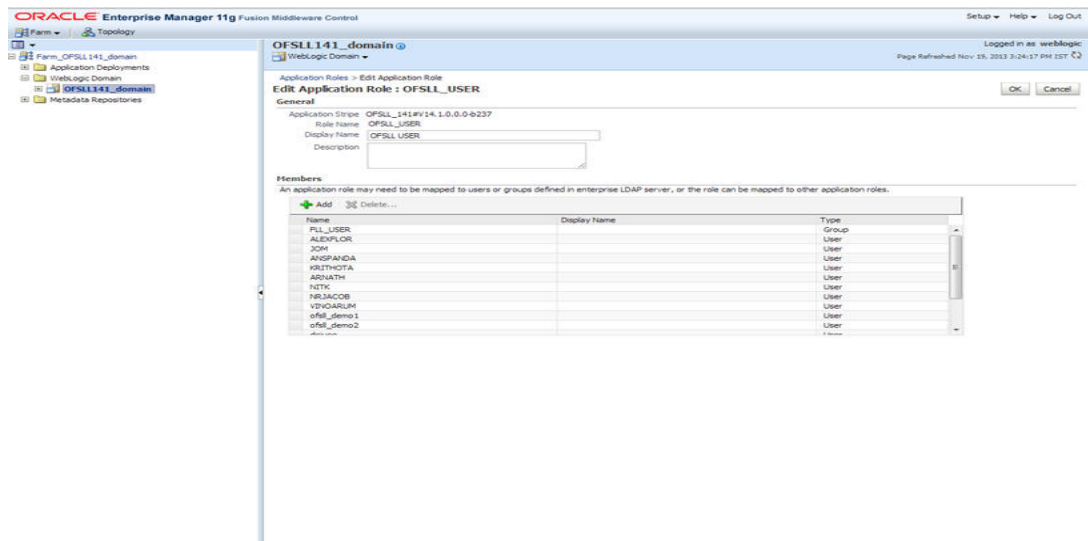 ORACLE Enterprise Manager 11g Fusion Middleware Control
Setup Help Log Out
Farm Topology
Farm_OFSLL141_domain
Application Deployments
WebLogic Domain
OFSLL141_domain
Metadata Repositories
OFSLL141_domain
WebLogic Domain
Logged in as weblogic
Page Refreshed Nov 19, 2013 3:24:17 PM IST
Application Roles > Edit Application Role
Edit Application Role : OFSLL_USER
OK Cancel
General
Application Stripe OFSLL_141#V14.1.0.0.0-b237
Role Name OFSLL_USER
Display Name OFSLL USER
Description
Members
An application role may need to be mapped to users or groups defined in enterprise LDAP server, or the role can be mapped to other application roles.
Add Delete...
Name Display Name Type
FLL_USER Group
ALEXFLOR User
JOM User
ANSPANDA User
KRITHOTA User
ARNATH User
NITK User
NRJACOB User
VINOARUM User
ofsll_demo1 User
ofsll_demo2 User
User